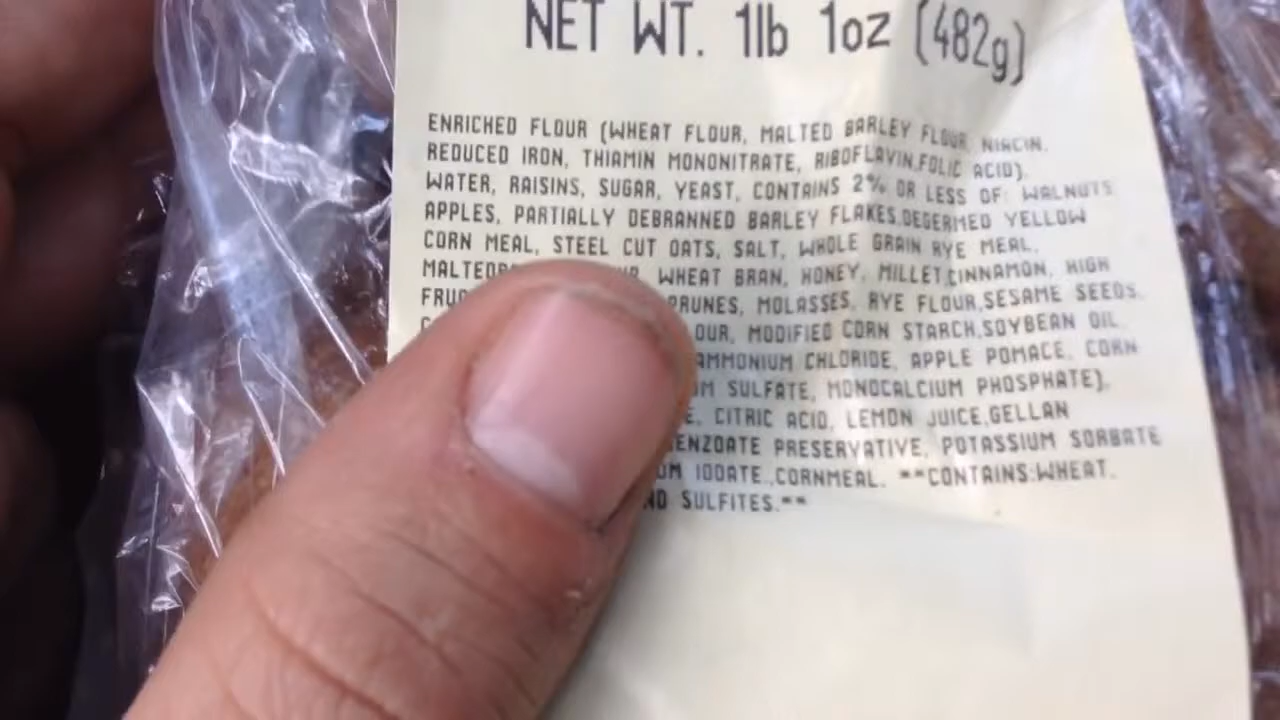 NET WT. 1lb 1oz (482g)
ENRICHED FLOUR (WHEAT FLOUR, MALTED BARLEY FLOUR, NIACIN,
REDUCED IRON, THIAMIN MONONITRATE, RIBOFLAVIN,FOLIC ACID),
WATER, RAISINS, SUGAR, YEAST, CONTAINS 2% OR LESS OF: WALNUTS
APPLES, PARTIALLY DEBRANNED BARLEY FLAKES,DEGERMED YELLOW
CORN MEAL, STEEL CUT OATS, SALT, WHOLE GRAIN RYE MEAL,
WHEAT BRAN, HONEY, MILLET,CINNAMON, HIGH
PRUNES, MOLASSES, RYE FLOUR,SESAME SEEDS,
MODIFIED CORN STARCH,SOYBEAN OIL,
AMMONIUM CHLORIDE, APPLE POMACE, CORN
SULFATE, MONOCALCIUM PHOSPHATE),
CITRIC ACID, LEMON JUICE,GELLAN
PRESERVATIVE, POTASSIUM SORBATE
IODATE.,CORNMEAL. **CONTAINS:WHEAT,
SULFITES.**